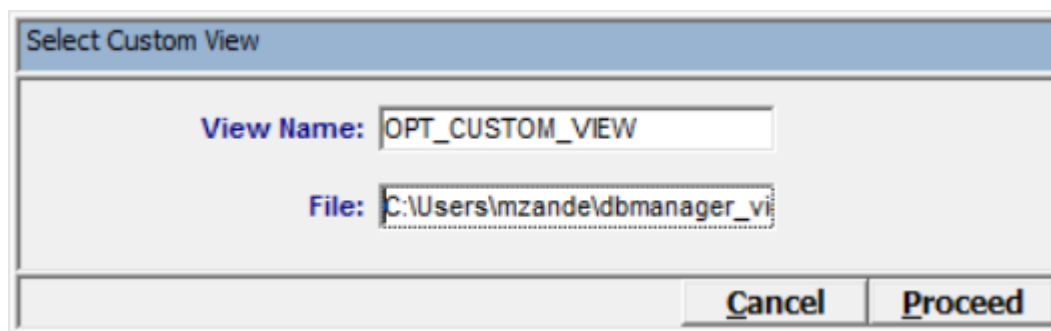 Select Custom View
View Name: OPT_CUSTOM_VIEW
File: C:\Users\mzande\dbmanager_vi
Cancel Proceed